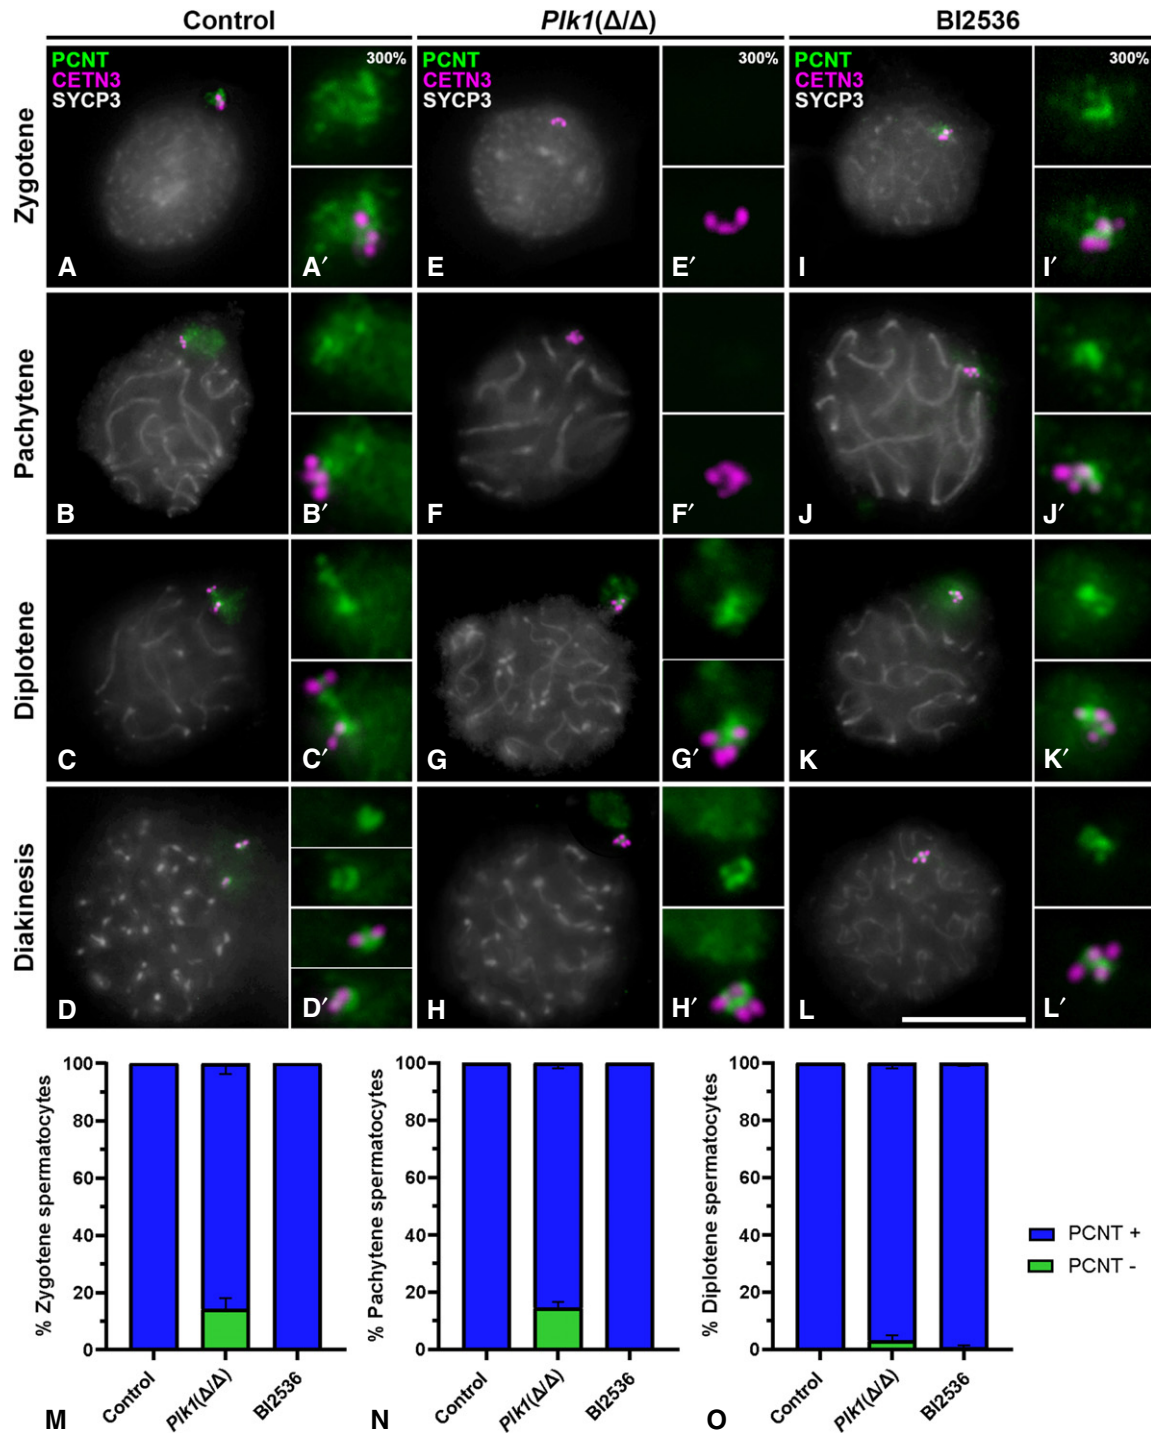 Control
Plk1(Δ/Δ)
BI2536
Zygotene
PCNT
CETN3
SYCP3
300%
A
A′
PCNT
CETN3
SYCP3
300%
E
E′
PCNT
CETN3
SYCP3
300%
I
I′
Pachytene
B
B′
F
F′
J
J′
Diplotene
C
C′
G
G′
K
K′
Diakinesis
D
D′
H
H′
L
L′
% Zygotene spermatocytes
100
80
60
40
20
0
Control
Plk1(Δ/Δ)
BI2536
M
% Pachytene spermatocytes
100
80
60
40
20
0
Control
Plk1(Δ/Δ)
BI2536
N
% Diplotene spermatocytes
100
80
60
40
20
0
Control
Plk1(Δ/Δ)
BI2536
O
PCNT +
PCNT -